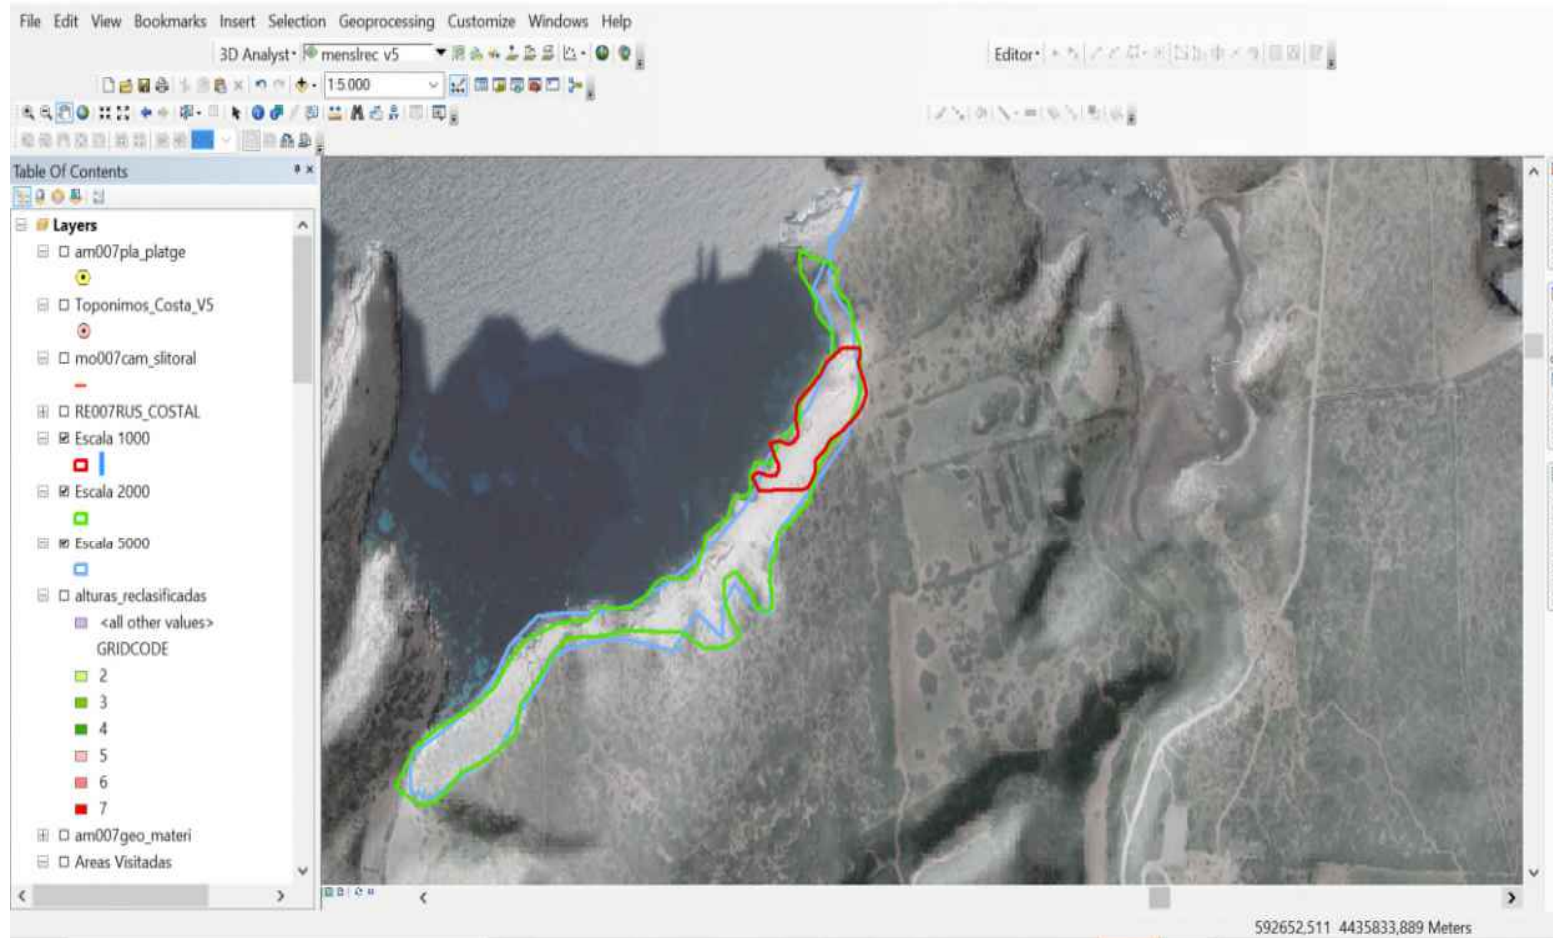 File Edit View Bookmarks Insert Selection Geoprocessing Customize Windows Help
3D Analyst menslrec v5 Editor
1:5.000
Table Of Contents
Layers
am007pla_platge
Toponimos_Costa_V5
mo007cam_slitoral
RE007RUS_COSTAL
Escala 1000
Escala 2000
Escala 5000
alturas_reclasificadas
<all other values>
GRIDCODE
2
3
4
5
6
7
am007geo_materi
Areas Visitadas
592652,511 4435833,889 Meters